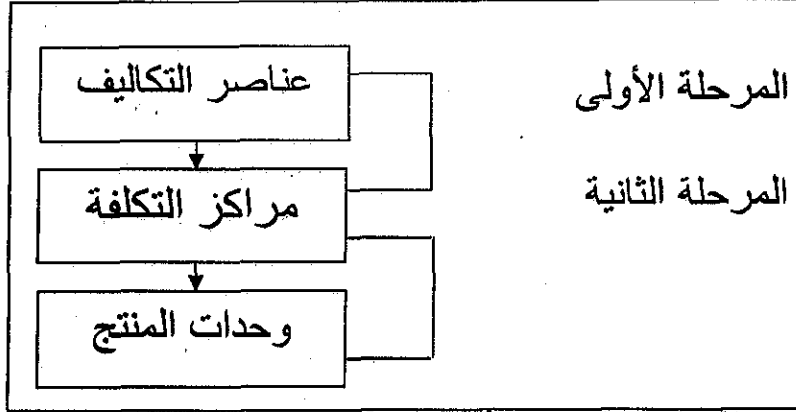 عناصر التكاليف
المرحلة الأولى
مراكز التكلفة
المرحلة الثانية
وحدات المنتج